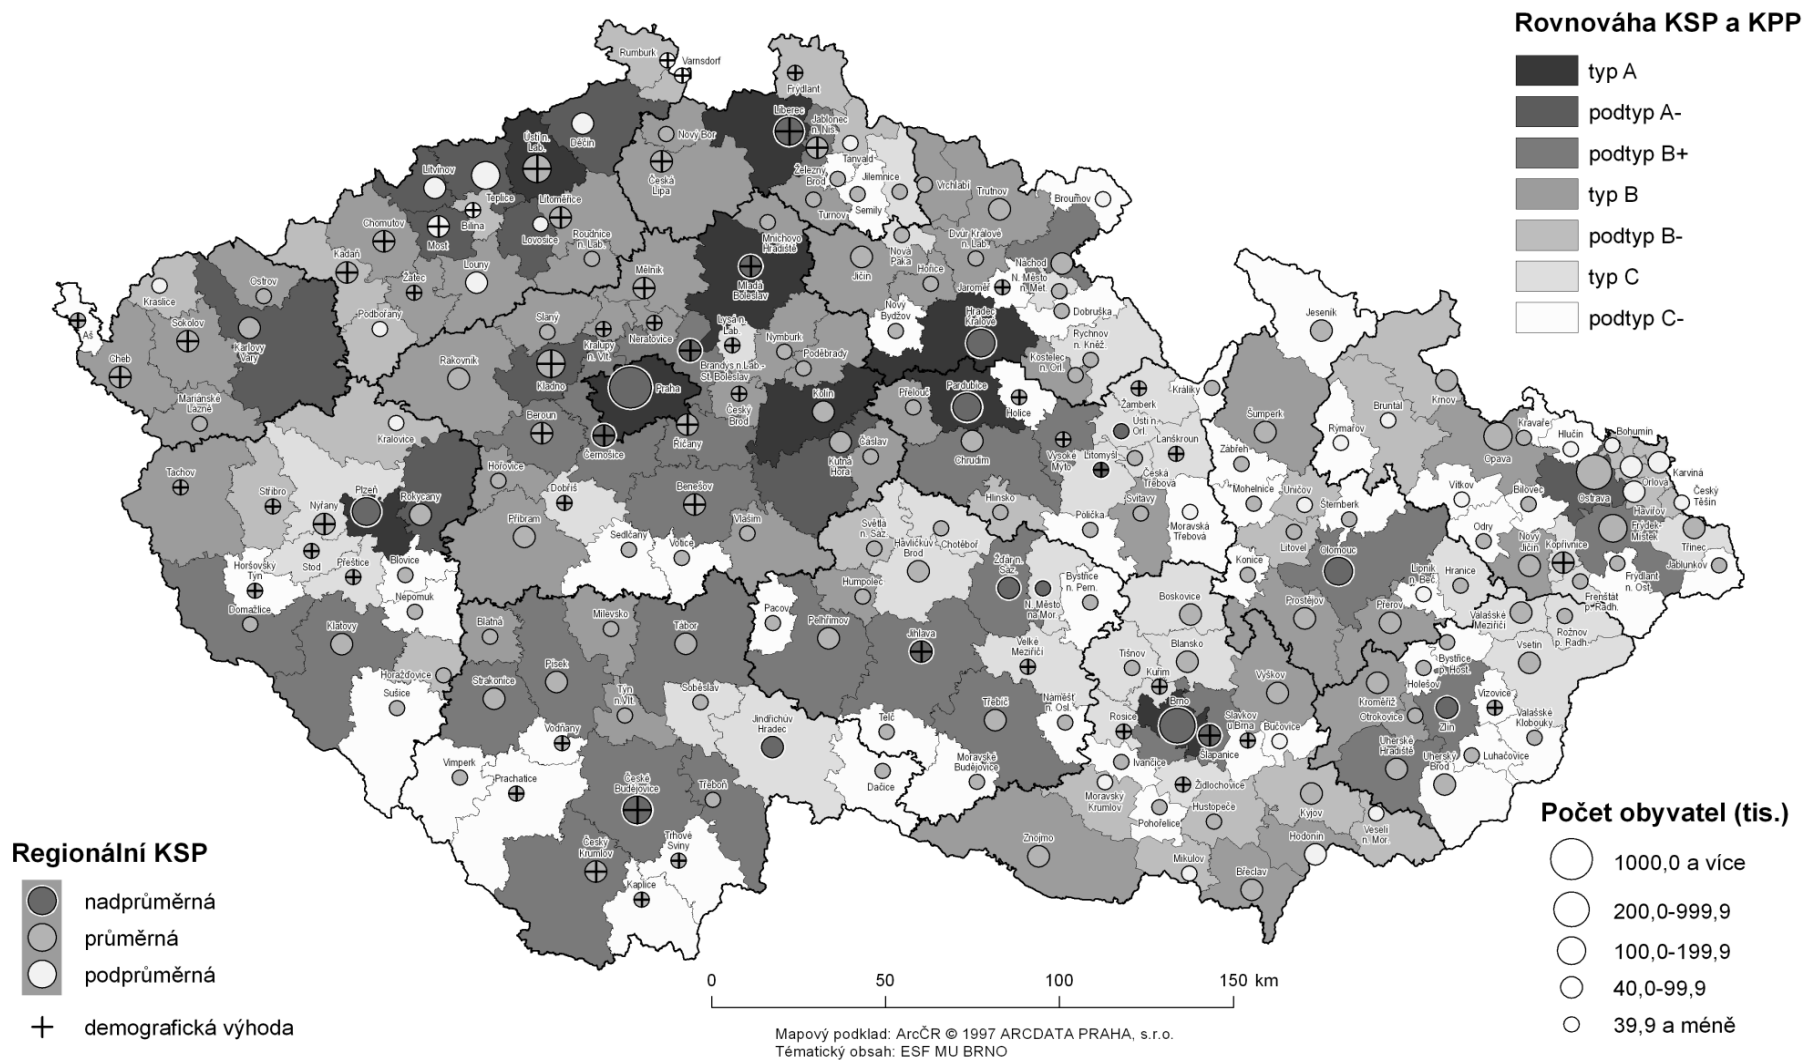 Rovnováha KSP a KPP
typ A
podtyp A-
podtyp B+
typ B
podtyp B-
typ C
podtyp C-
Rumburk
Varnsdorf
Frýdlant
Liberec
Jablonec
n. Nis.
Nový Bor
Děčín
Ústí n.
Lab.
Litvínov
Teplice
Tanvald
Železný
Brod
Jilemnice
Vrchlabí
Trutnov
Broumov
Česká
Lípa
Semily
Turnov
Litoměřice
Bílina
Chomutov
Most
Lovosice
Roudnice
n. Lab.
Mnichovo
Hradiště
Nová
Paka
Dvůr Králové
n. Lab.
Kadaň
Louny
Žatec
Mělník
Mladá
Boleslav
Jičín
Hořice
Náchod
N. Město
n. Met.
Jaroměř
Ostrov
Kraslice
Sokolov
Karlovy
Vary
Podbořany
Aš
Cheb
Slaný
Kralupy
n. Vlt.
Neratovice
Lysá n.
Lab.
Nymburk
Poděbrady
Nový
Bydžov
Hradec
Králové
Dobruška
Rychnov
n. Kněž.
Kostelec
n. Orl.
Jeseník
Rakovník
Kladno
Praha
Brandýs n.Lab -
St. Boleslav
Český
Brod
Kolín
Přelouč
Pardubice
Holice
Žamberk
Králíky
Mariánské
Lázně
Kralovice
Beroun
Černošice
Říčany
Kutná
Hora
Čáslav
Chrudim
Vysoké
Mýto
Ústí n
Orl.
Litomyšl
Lanškroun
Česká
Třebová
Šumperk
Bruntál
Krnov
Rýmařov
Zábřeh
Tachov
Stříbro
Plzeň
Nýřany
Rokycany
Hořovice
Dobříš
Příbram
Benešov
Vlašim
Sedlčany
Votice
Světlá
n. Sáz.
Havlíčkův
Brod
Chotěboř
Hlinsko
Polička
Svitavy
Moravská
Třebová
Mohelnice
Uničov
Šternberk
Litovel
Olomouc
Opava
Kravaře
Hlučín
Bohumín
Karviná
Orlová
Český
Těšín
Ostrava
Havířov
Vítkov
Bílovec
Odry
Nový
Jičín
Kopřivnice
Frýdek-
Místek
Třinec
Jablunkov
Frýdlant
n. Ost.
Frenštát
p. Radh.
Horšovský
Týn
Stod
Přeštice
Blovice
Nepomuk
Domažlice
Klatovy
Horažďovice
Sušice
Blatná
Milevsko
Tábor
Písek
Strakonice
Týn
n.Vlt.
Soběslav
Jindřichův
Hradec
Pacov
Pelhřimov
Humpolec
Jihlava
Žďár n.
Sáz.
N. Město
na Mor.
Bystřice
n. Pern.
Velké
Meziříčí
Boskovice
Blansko
Konice
Prostějov
Přerov
Lipník
n. Beč.
Hranice
Valašské
Meziříčí
Rožnov
p. Radh.
Vsetín
Bystřice
p. Host.
Holešov
Kroměříž
Otrokovice
Zlín
Vizovice
Valašské
Klobouky
Luhačovice
Uherské
Hradiště
Uherský
Brod
Vimperk
Vodňany
Prachatice
České
Budějovice
Třeboň
Trhové
Sviny
Český
Krumlov
Kaplice
Telč
Dačice
Třebíč
Moravské
Budějovice
Náměšť
n. Osl.
Tišnov
Kuřim
Brno
Rosice
Šlapanice
Slavkov
u Brna
Bučovice
Vyškov
Ivančice
Moravský
Krumlov
Židlochovice
Pohořelice
Hustopeče
Kyjov
Veselí
n. Mor.
Hodonín
Mikulov
Břeclav
Znojmo
Regionální KSP
nadprůměrná
průměrná
podprůměrná
demografická výhoda
0 50 100 150 km
Mapový podklad: ArcČR © 1997 ARCDATA PRAHA, s.r.o.
Tématický obsah: ESF MU BRNO
Počet obyvatel (tis.)
1000,0 a více
200,0-999,9
100,0-199,9
40,0-99,9
39,9 a méně